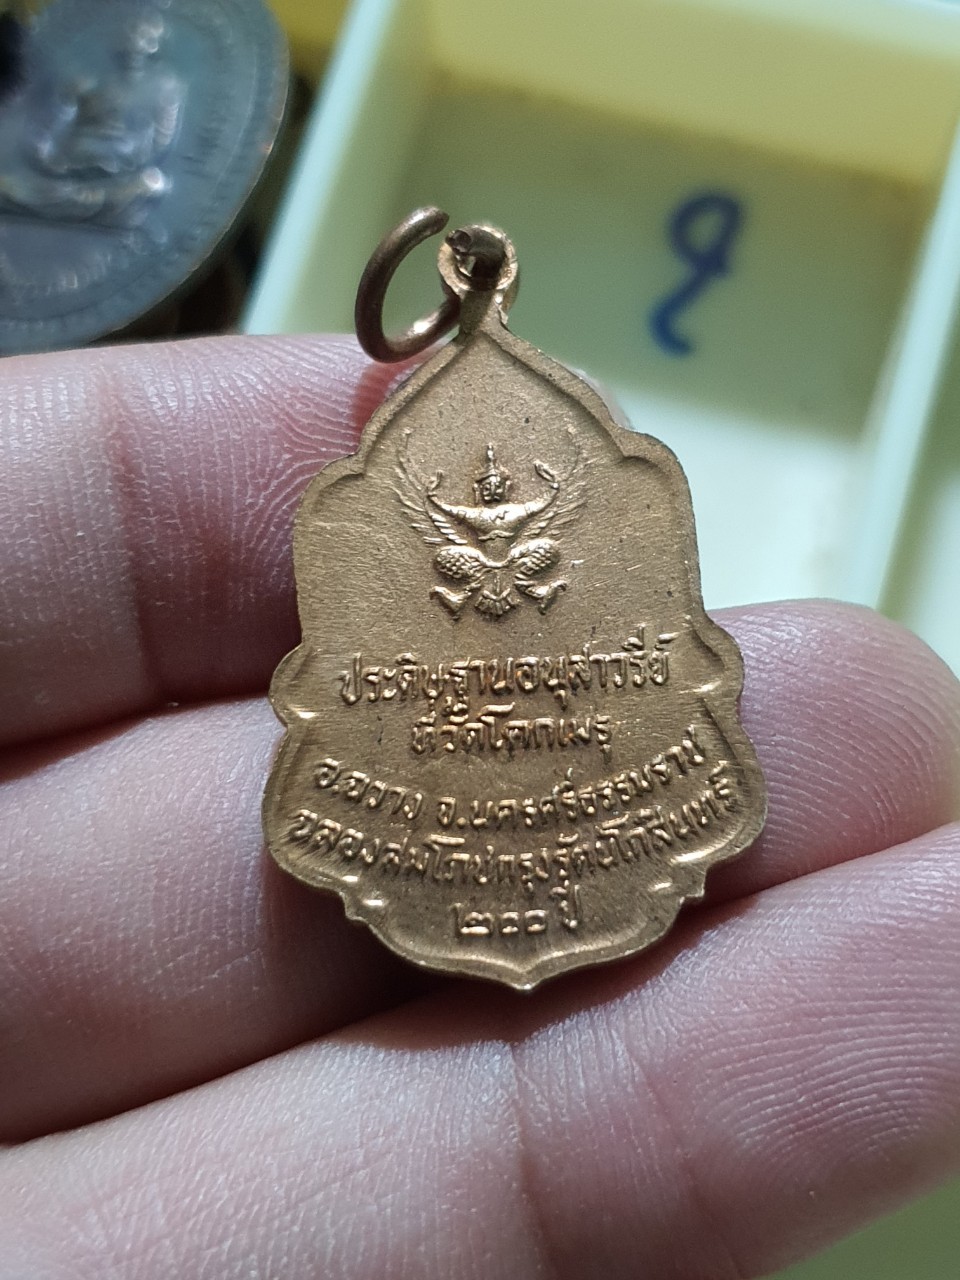 ประดิษฐานอนุสาวรีย์
ที่วัดโคกเมรุ
อ.ฉวาง จ.นครศรีธรรมราช
ฉลองสมโภชกรุงรัตนโกสินทร์
๒๐๐ ปี